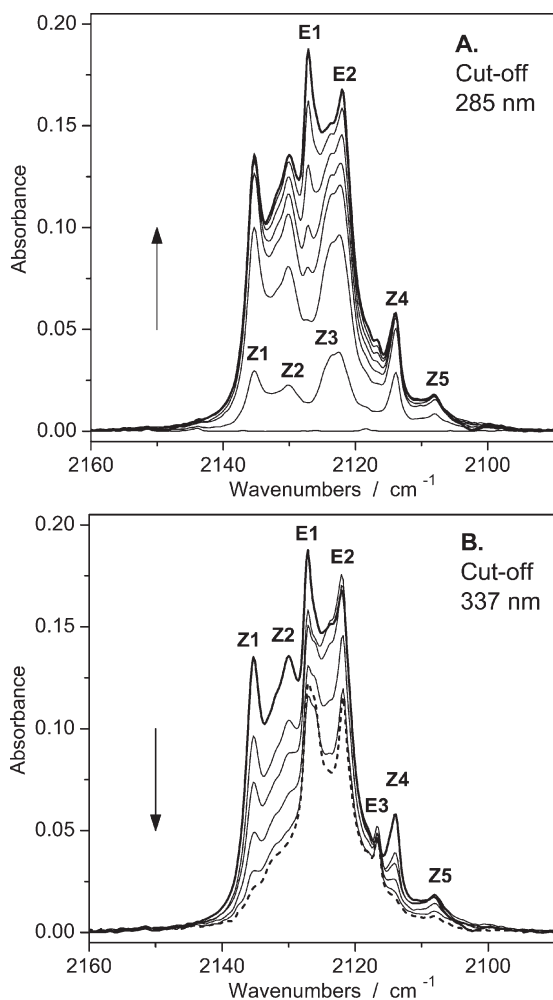 0.20
E1
A.
E2
Cut-off
285 nm
0.15
Absorbance
0.10
Z4
0.05
Z1
Z3
Z2
Z5
0.00
2160
2140
2120
2100
Wavenumbers / cm -1
0.20
E1
B.
E2
Cut-off
337 nm
0.15
Z1
Z2
Absorbance
0.10
Z4
E3
0.05
Z5
0.00
2160
2140
2120
2100
Wavenumbers / cm -1